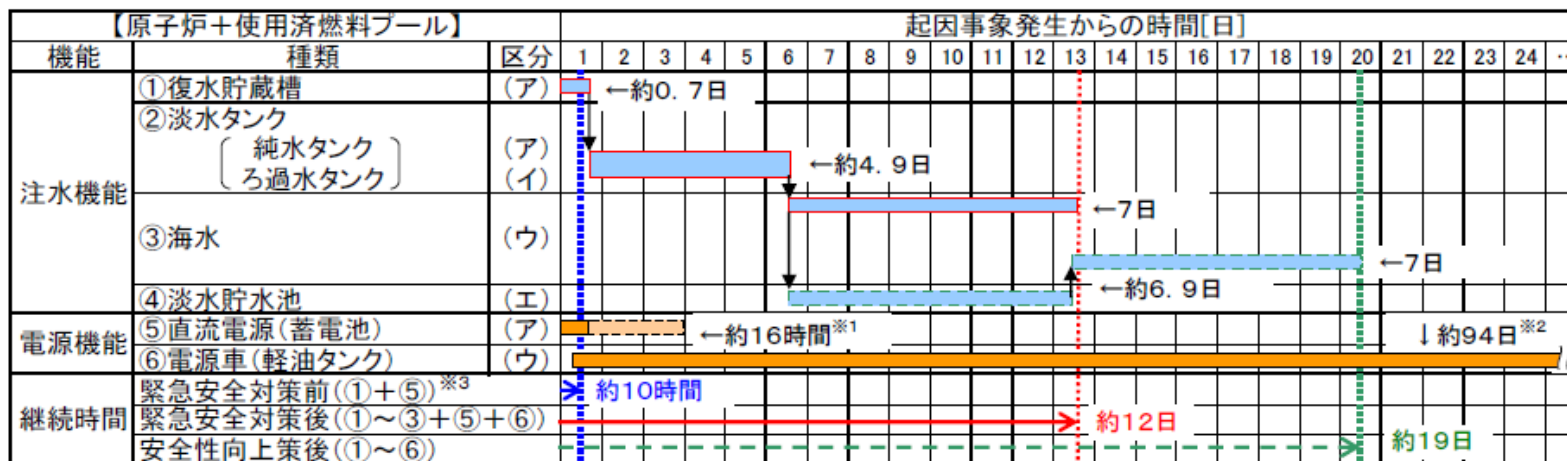 【原子炉+使用済燃料プール】 起因事象発生からの時間[日]
機能 種類 区分 1 2 3 4 5 6 7 8 9 10 11 12 13 14 15 16 17 18 19 20 21 22 23 24 …
注水機能
①復水貯蔵槽 (ア) ←約0.7日
②淡水タンク
純水タンク (ア)
ろ過水タンク (イ) ←約4.9日
③海水 (ウ) ←7日
←7日
④淡水貯水池 (エ) ←約6.9日
電源機能
⑤直流電源(蓄電池) (ア) ←約16時間※1 ↓約94日※2
⑥電源車(軽油タンク) (ウ)
継続時間
緊急安全対策前(①+⑤)※3 約10時間
緊急安全対策後(①~③+⑤+⑥) 約12日
安全性向上策後(①~⑥) 約19日